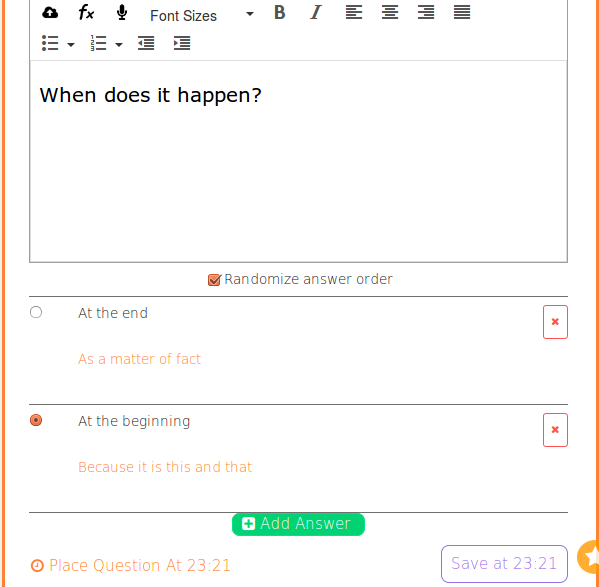 fx Font Sizes B I
When does it happen?
Randomize answer order
At the end
As a matter of fact
At the beginning
Because it is this and that
Add Answer
Place Question At 23:21
Save at 23:21